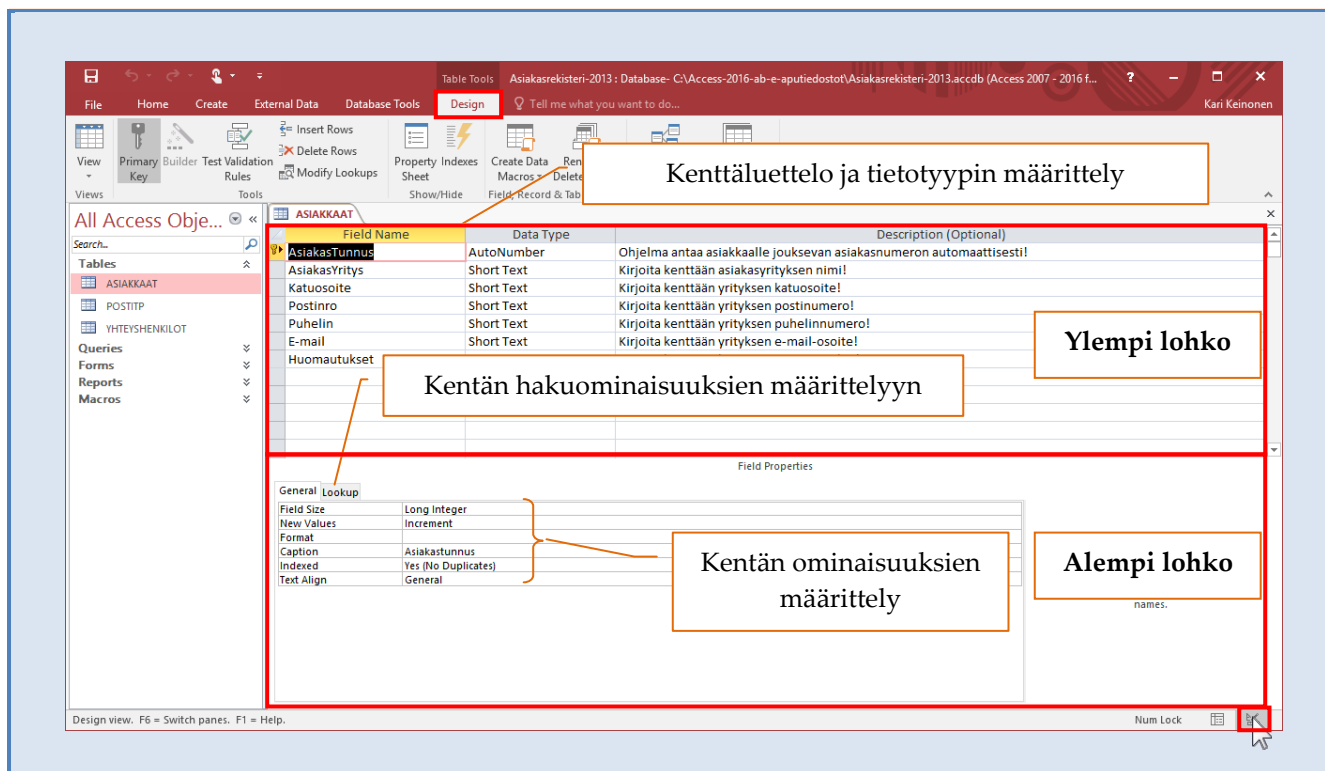 Table Tools Asiakasrekisteri-2013 : Database- C:\Access-2016-ab-e-aputiedostot\Asiakasrekisteri-2013.accdb (Access 2007 - 2016 f... ?
File Home Create External Data Database Tools Design Tell me what you want to do... Kari Keinonen
View Primary Key Builder Test Validation Rules Insert Rows Delete Rows Modify Lookups Property Sheet Indexes Create Data Macros Delete
Views Tools Show/Hide Field, Record & Tab
Kenttäluettelo ja tietotyypin määrittely
All Access Obje... « ASIAKKAAT
Search...
Tables
ASIAKKAAT
POSTITP
YHTEYSHENKILOT
Queries
Forms
Reports
Macros
Field Name Data Type Description (Optional)
AsiakasTunnus AutoNumber Ohjelma antaa asiakkaalle jouksevan asiakasnumeron automaattisesti!
AsiakasYritys Short Text Kirjoita kenttään asiakasyrityksen nimi!
Katuosoite Short Text Kirjoita kenttään yrityksen katuosoite!
Postinro Short Text Kirjoita kenttään yrityksen postinumero!
Puhelin Short Text Kirjoita kenttään yrityksen puhelinnumero!
E-mail Short Text Kirjoita kenttään yrityksen e-mail-osoite!
Huomautukset
Ylempi lohko
Kentän hakuominaisuuksien määrittelyyn
Field Properties
General Lookup
Field Size Long Integer
New Values Increment
Format
Caption Asiakastunnus
Indexed Yes (No Duplicates)
Text Align General
Kentän ominaisuuksien
määrittely
Alempi lohko
names.
Design view. F6 = Switch panes. F1 = Help. Num Lock